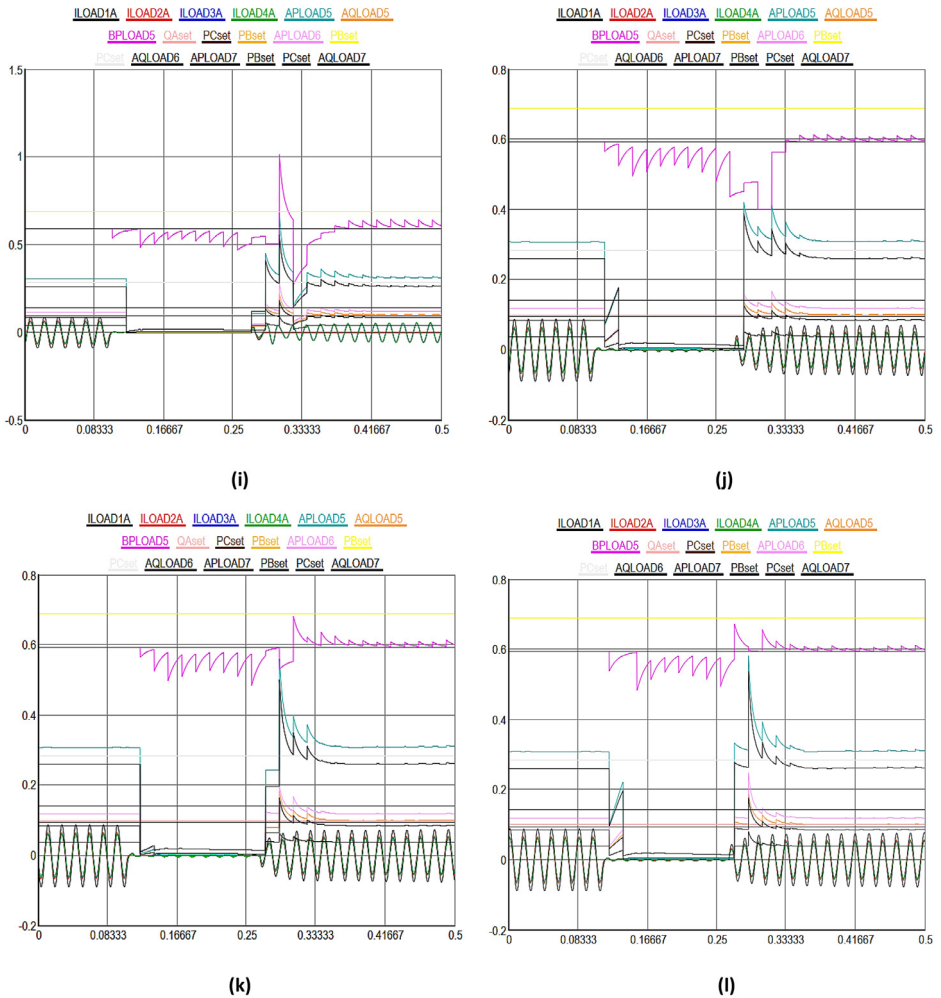 ILOAD1A ILOAD2A ILOAD3A ILOAD4A APLOAD5 AQLOAD5
BPLOAD5 QAset PCset PBset APLOAD6 PBset
PCset AQLOAD6 APLOAD7 PBset PCset AQLOAD7
1.5
1
0.5
0
-0.5
0 0.08333 0.16667 0.25 0.33333 0.41667 0.5
(i)
ILOAD1A ILOAD2A ILOAD3A ILOAD4A APLOAD5 AQLOAD5
BPLOAD5 QAset PCset PBset APLOAD6 PBset
PCset AQLOAD6 APLOAD7 PBset PCset AQLOAD7
0.8
0.6
0.4
0.2
0
-0.2
0 0.08333 0.16667 0.25 0.33333 0.41667 0.5
(j)
ILOAD1A ILOAD2A ILOAD3A ILOAD4A APLOAD5 AQLOAD5
BPLOAD5 QAset PCset PBset APLOAD6 PBset
PCset AQLOAD6 APLOAD7 PBset PCset AQLOAD7
0.8
0.6
0.4
0.2
0
-0.2
0 0.08333 0.16667 0.25 0.33333 0.41667 0.5
(k)
ILOAD1A ILOAD2A ILOAD3A ILOAD4A APLOAD5 AQLOAD5
BPLOAD5 QAset PCset PBset APLOAD6 PBset
PCset AQLOAD6 APLOAD7 PBset PCset AQLOAD7
0.8
0.6
0.4
0.2
0
-0.2
0 0.08333 0.16667 0.25 0.33333 0.41667 0.5
(l)